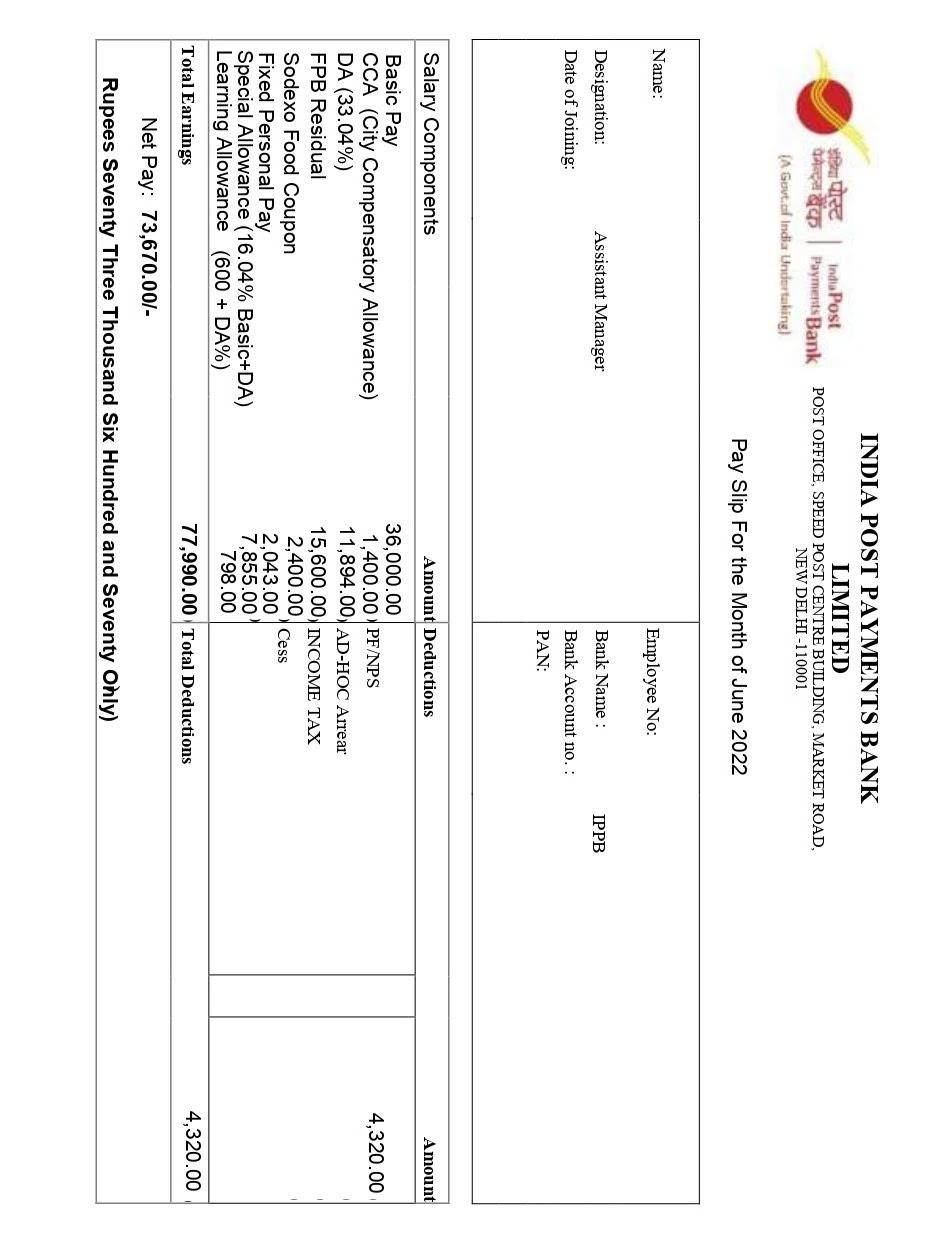 इंडिया पोस्ट
पेमेन्ट्स बैंक
India Post
Payments Bank
(A Govt.of India Undertaking)
INDIA POST PAYMENTS BANK
LIMITED
POST OFFICE, SPEED POST CENTRE BUILDING, MARKET ROAD,
NEW DELHI -110001
Pay Slip For the Month of June 2022
Name: Employee No:
Designation: Assistant Manager Bank Name : IPPB
Date of Joining: Bank Account no. :
PAN:
Salary Components Amount Deductions Amount
Basic Pay 36,000.00
CCA (City Compensatory Allowance) 1,400.00 PF/NPS 4,320.00
DA (33.04%) 11,894.00 AD-HOC Arrear
FPB Residual 15,600.00 INCOME TAX
Sodexo Food Coupon 2,400.00 Cess
Fixed Personal Pay 2,043.00
Special Allowance (16.04% Basic+DA) 7,855.00
Learning Allowance (600 + DA%) 798.00
Total Earnings 77,990.00 Total Deductions 4,320.00
Net Pay: 73,670.00/-
Rupees Seventy Three Thousand Six Hundred and Seventy Only)